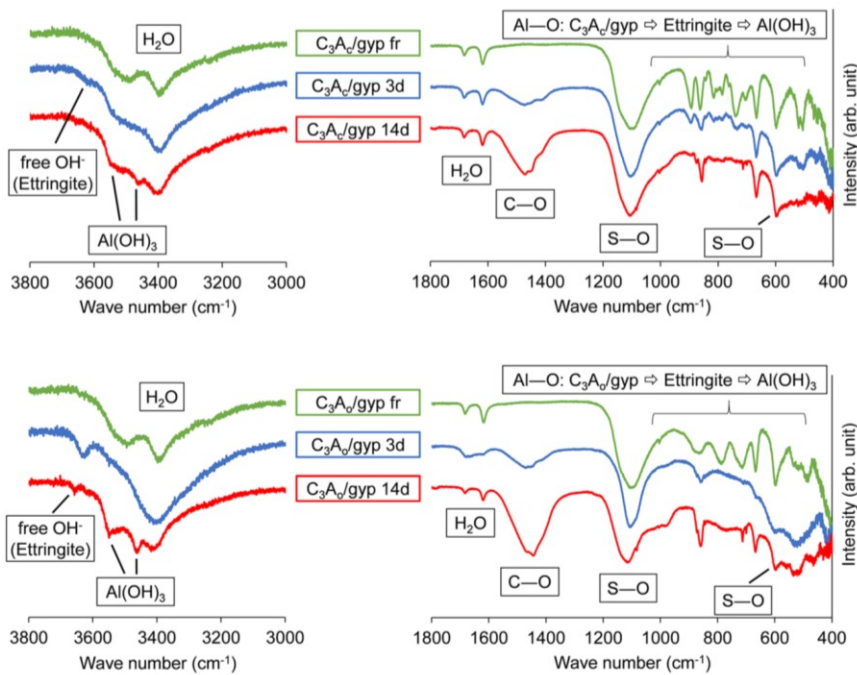 H₂O
C₃A꜀/gyp fr
C₃A꜀/gyp 3d
C₃A꜀/gyp 14d
free OH⁻
(Ettringite)
Al(OH)₃
3800 3600 3400 3200 3000
Wave number (cm⁻¹)
Al—O: C₃A꜀/gyp ⇨ Ettringite ⇨ Al(OH)₃
H₂O
C—O
S—O
S—O
1800 1600 1400 1200 1000 800 600 400
Wave number (cm⁻¹)
Intensity (arb. unit)
H₂O
C₃Aₒ/gyp fr
C₃Aₒ/gyp 3d
C₃Aₒ/gyp 14d
free OH⁻
(Ettringite)
Al(OH)₃
3800 3600 3400 3200 3000
Wave number (cm⁻¹)
Al—O: C₃Aₒ/gyp ⇨ Ettringite ⇨ Al(OH)₃
H₂O
C—O
S—O
S—O
1800 1600 1400 1200 1000 800 600 400
Wave number (cm⁻¹)
Intensity (arb. unit)